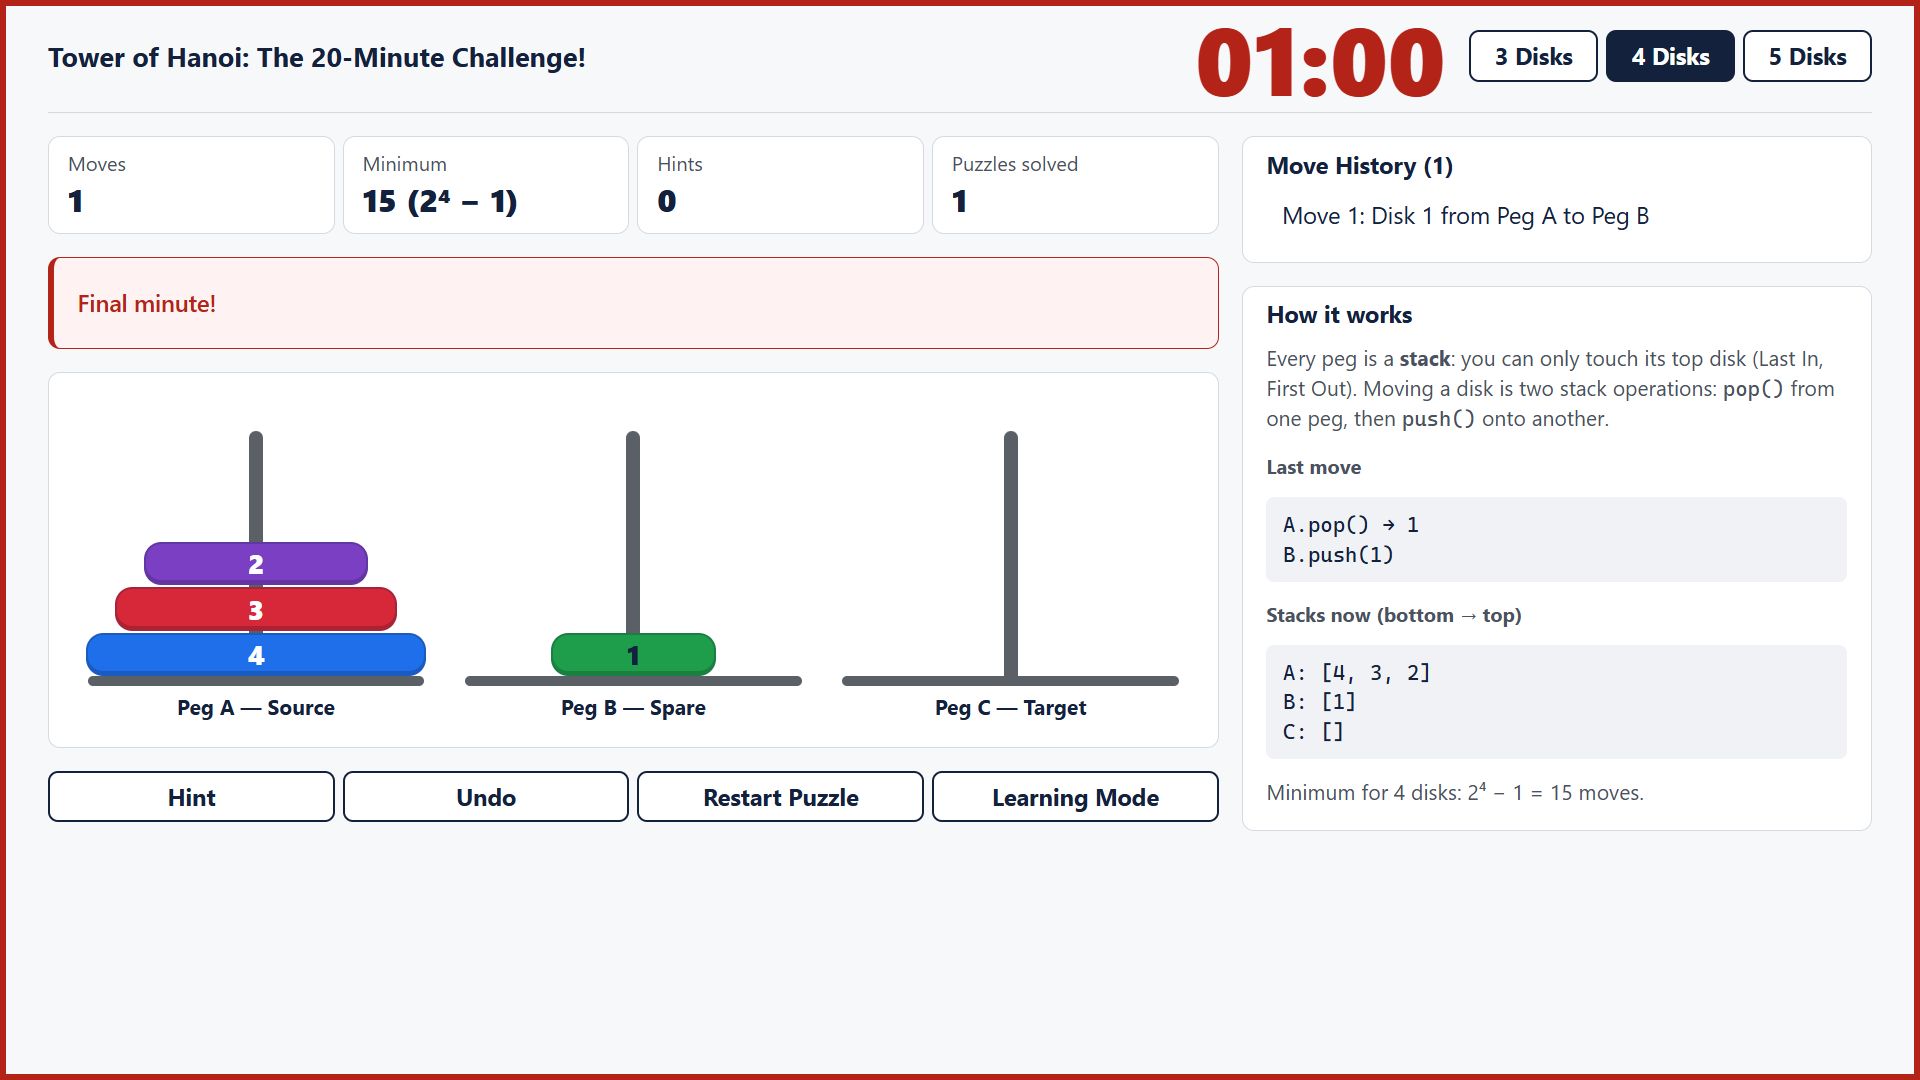 Tower of Hanoi: The 20-Minute Challenge!
01:00
3 Disks
4 Disks
5 Disks
Moves
1
Minimum
15 (2⁴ − 1)
Hints
0
Puzzles solved
1
Final minute!
2
3
4
1
Peg A — Source
Peg B — Spare
Peg C — Target
Hint
Undo
Restart Puzzle
Learning Mode
Move History (1)
Move 1: Disk 1 from Peg A to Peg B
How it works
Every peg is a stack: you can only touch its top disk (Last In,
First Out). Moving a disk is two stack operations: pop() from
one peg, then push() onto another.
Last move
A.pop() → 1
B.push(1)
Stacks now (bottom → top)
A: [4, 3, 2]
B: [1]
C: []
Minimum for 4 disks: 2⁴ − 1 = 15 moves.